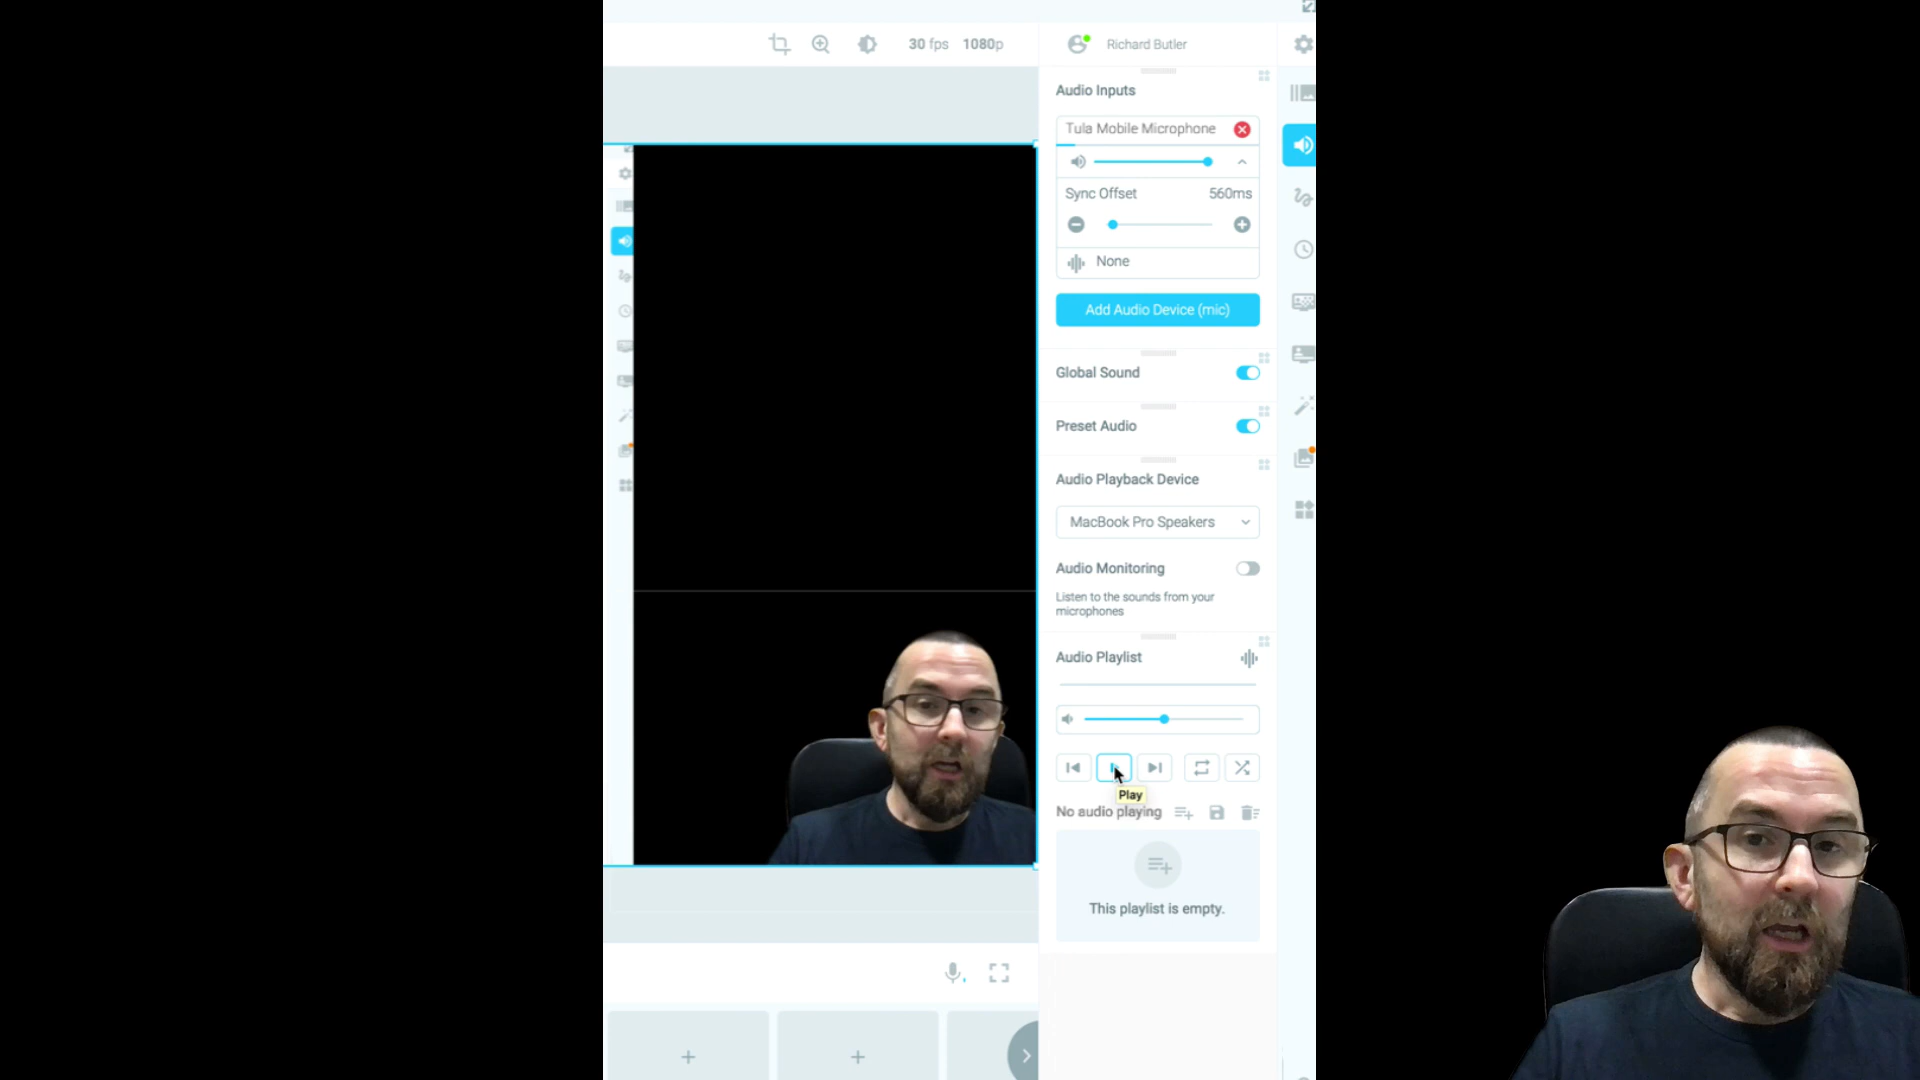 30 fps 1080p
Richard Butler
Audio Inputs
Tula Mobile Microphone
Sync Offset 560ms
None
Add Audio Device (mic)
Global Sound
Preset Audio
Audio Playback Device
MacBook Pro Speakers
Audio Monitoring
Listen to the sounds from your
microphones
Audio Playlist
Play
No audio playing
This playlist is empty.